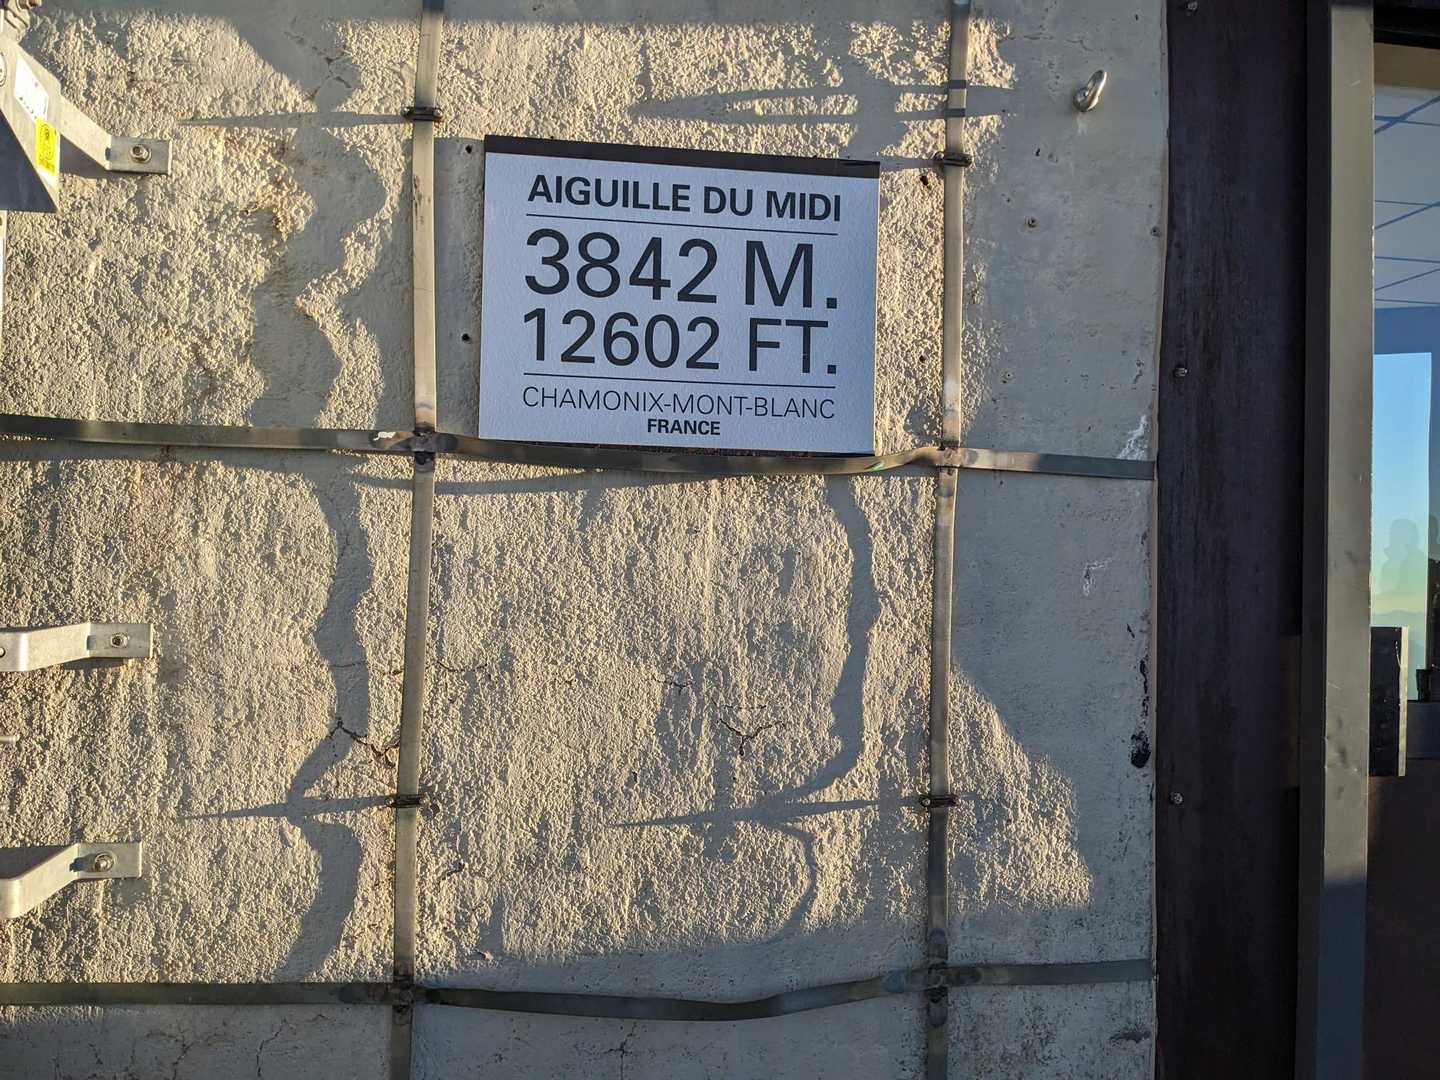 AIGUILLE DU MIDI
3842 M.
12602 FT.
CHAMONIX-MONT-BLANC
FRANCE